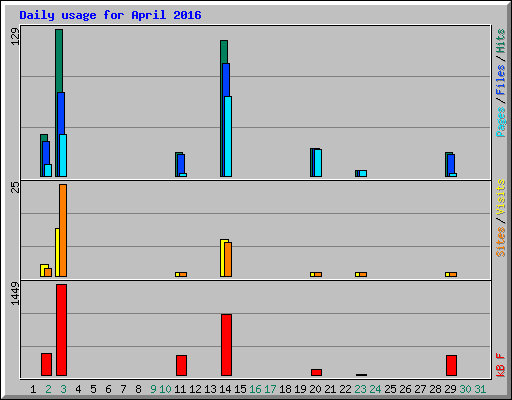 Daily usage for April 2016
129
Pages / Files / Hits
25
Sites / Visits
1449
kB F
1 2 3 4 5 6 7 8 9 10 11 12 13 14 15 16 17 18 19 20 21 22 23 24 25 26 27 28 29 30 31